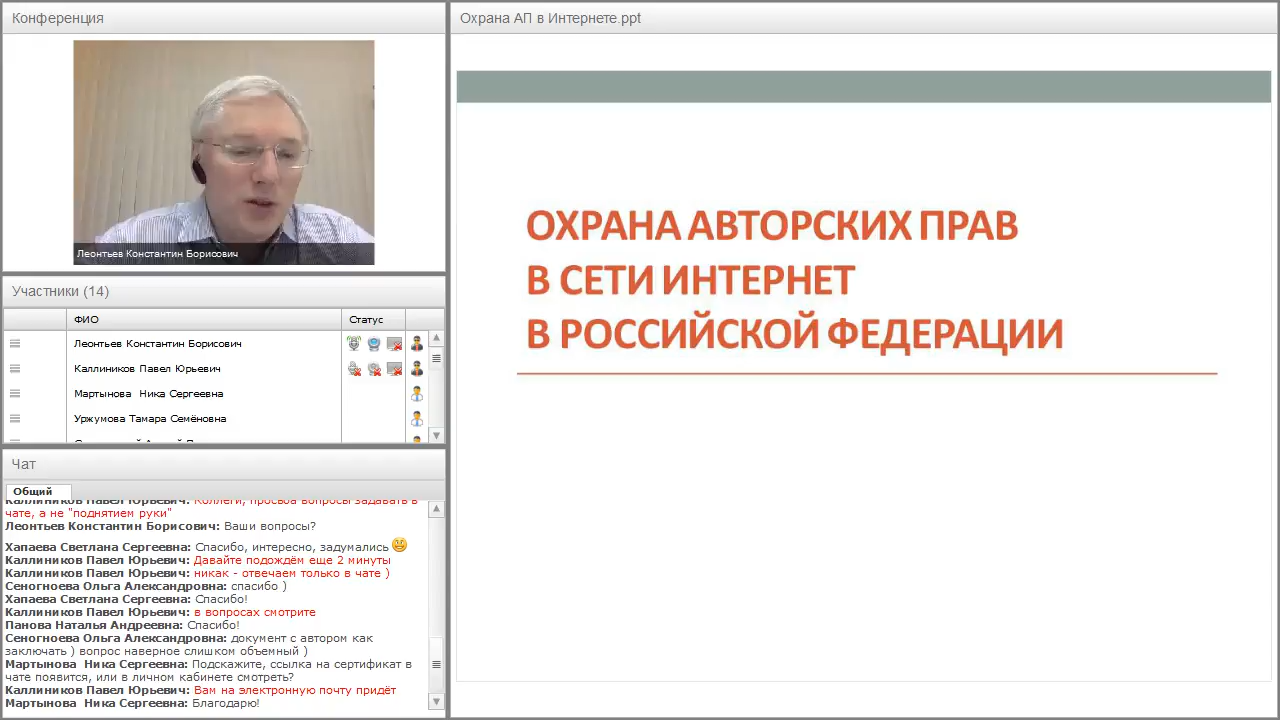 Конференция
Леонтьев Константин Борисович
Участники (14)
ФИО
Статус
Леонтьев Константин Борисович
Каллиников Павел Юрьевич
Мартынова Ника Сергеевна
Уржумова Тамара Семёновна
Чат
Общий
Каллиников Павел Юрьевич: Коллеги, просьба вопросы задавать в
чате, а не "поднятием руки"
Леонтьев Константин Борисович: Ваши вопросы?
Хапаева Светлана Сергеевна: Спасибо, интересно, задумались
Каллиников Павел Юрьевич: Давайте подождём еще 2 минуты
Каллиников Павел Юрьевич: никак - отвечаем только в чате )
Сеногноева Ольга Александровна: спасибо )
Хапаева Светлана Сергеевна: Спасибо!
Каллиников Павел Юрьевич: в вопросах смотрите
Панова Наталья Андреевна: Спасибо!
Сеногноева Ольга Александровна: документ с автором как
заключать ) вопрос наверное слишком объемный )
Мартынова Ника Сергеевна: Подскажите, ссылка на сертификат в
чате появится, или в личном кабинете смотреть?
Каллиников Павел Юрьевич: Вам на электронную почту придёт
Мартынова Ника Сергеевна: Благодарю!
Охрана АП в Интернете.ppt
ОХРАНА АВТОРСКИХ ПРАВ
В СЕТИ ИНТЕРНЕТ
В РОССИЙСКОЙ ФЕДЕРАЦИИ